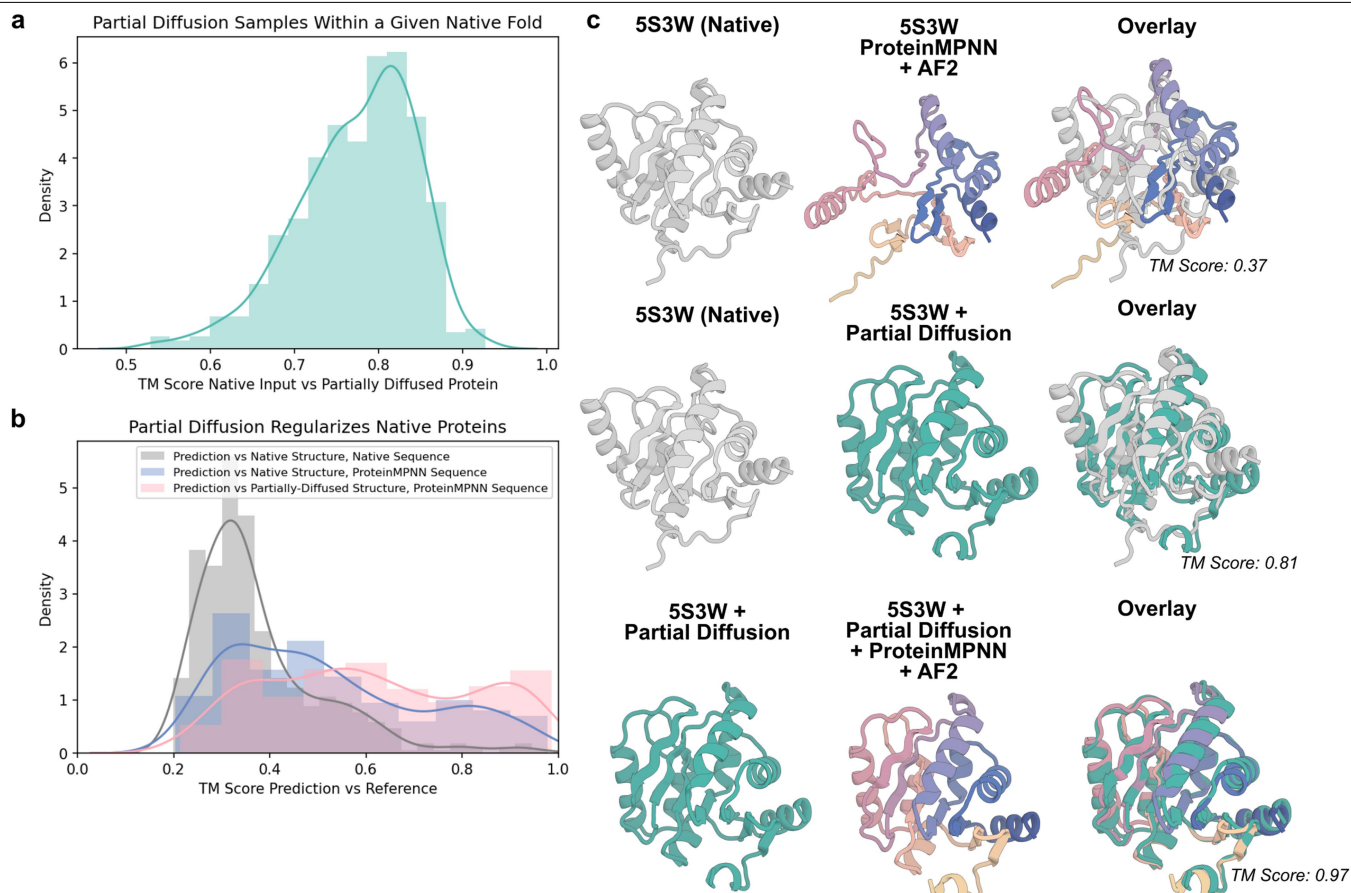 a
Partial Diffusion Samples Within a Given Native Fold
6
5
4
3
2
1
0
Density
0.5 0.6 0.7 0.8 0.9 1.0
TM Score Native Input vs Partially Diffused Protein
b
Partial Diffusion Regularizes Native Proteins
Prediction vs Native Structure, Native Sequence
Prediction vs Native Structure, ProteinMPNN Sequence
Prediction vs Partially-Diffused Structure, ProteinMPNN Sequence
5
4
3
2
1
0
Density
0.0 0.2 0.4 0.6 0.8 1.0
TM Score Prediction vs Reference
c
5S3W (Native)
5S3W
ProteinMPNN
+ AF2
Overlay
TM Score: 0.37
5S3W (Native)
5S3W +
Partial Diffusion
Overlay
TM Score: 0.81
5S3W +
Partial Diffusion
5S3W +
Partial Diffusion
+ ProteinMPNN
+ AF2
Overlay
TM Score: 0.97